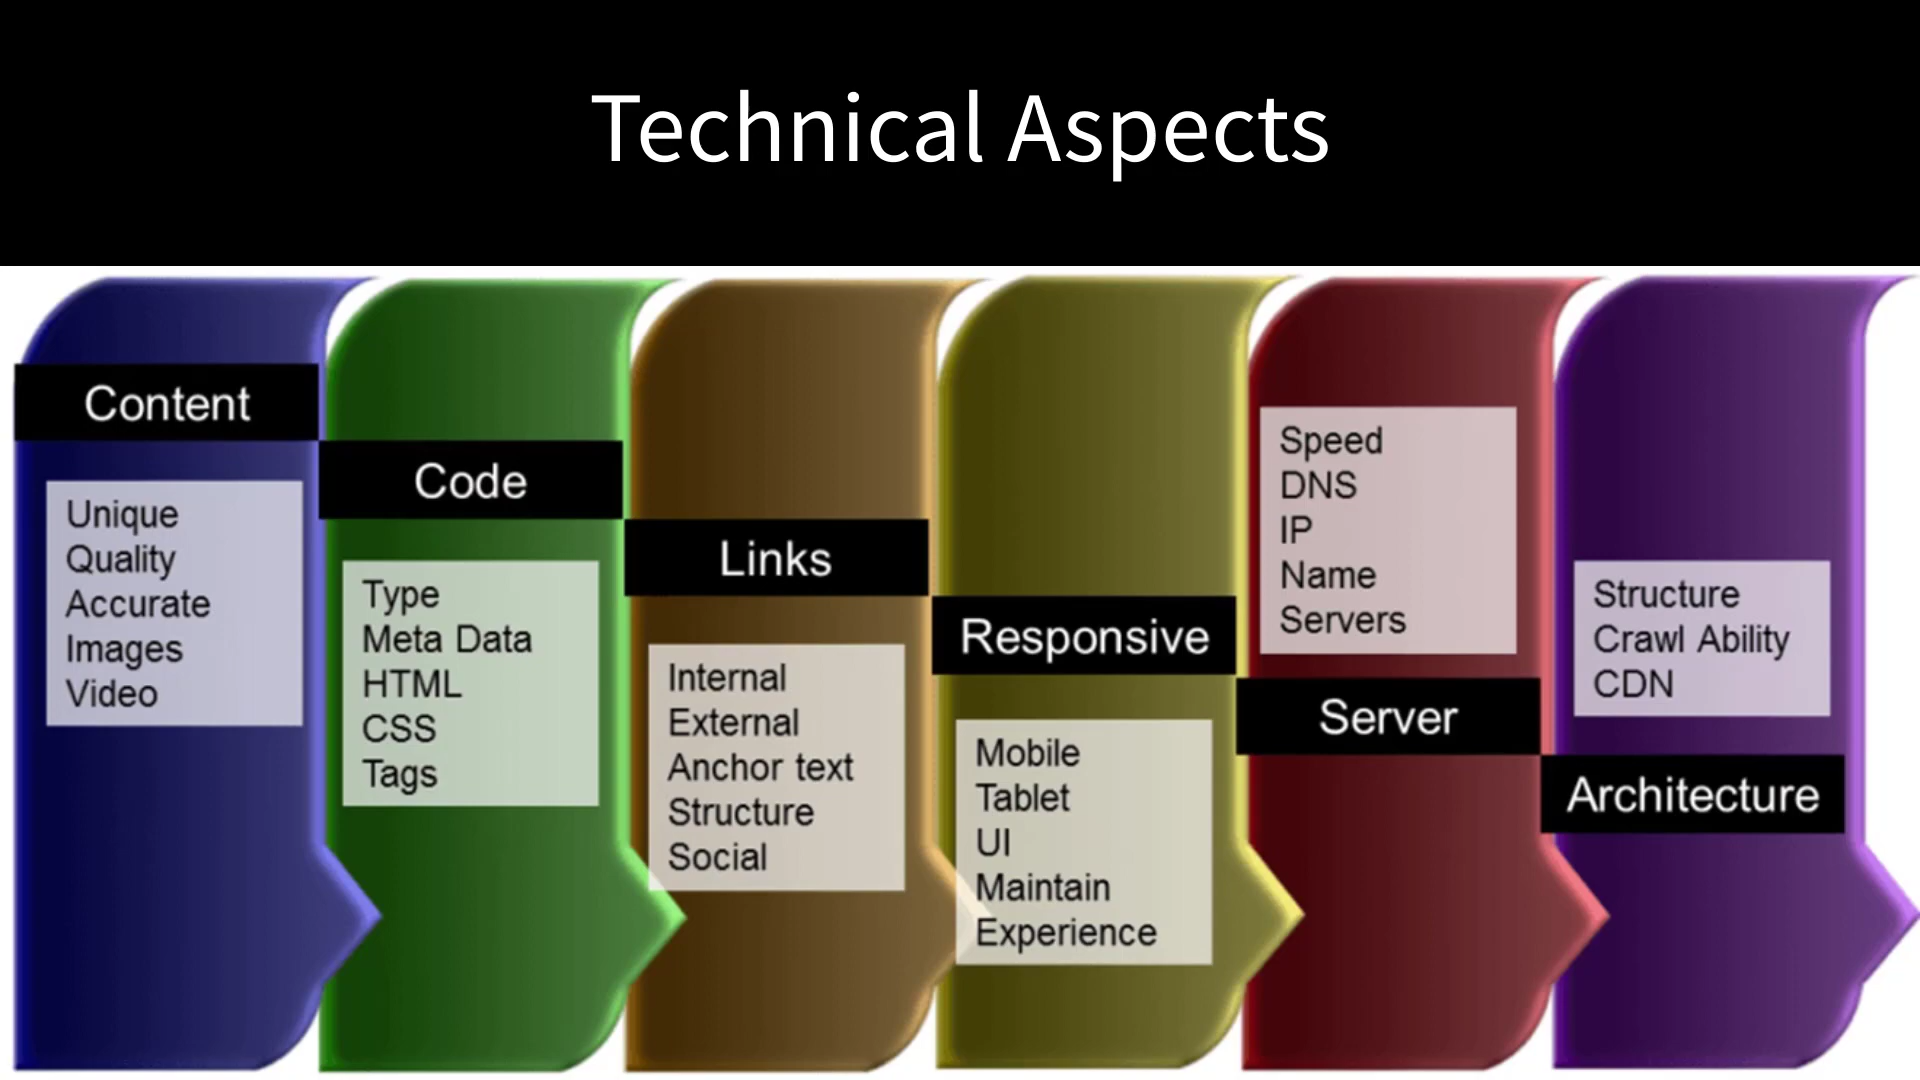 Technical Aspects
Content
Unique
Quality
Accurate
Images
Video
Code
Type
Meta Data
HTML
CSS
Tags
Links
Internal
External
Anchor text
Structure
Social
Responsive
Mobile
Tablet
UI
Maintain
Experience
Speed
DNS
IP
Name
Servers
Server
Structure
Crawl Ability
CDN
Architecture